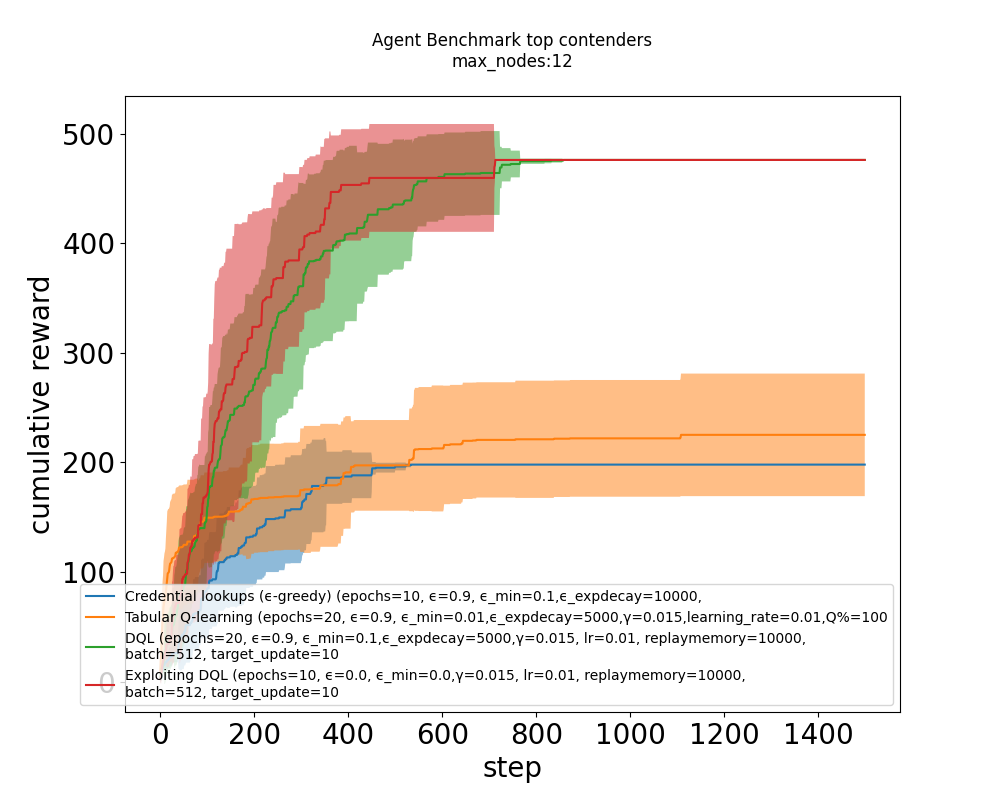 Agent Benchmark top contenders
max_nodes:12
500
400
300
200
100
0
cumulative reward
Credential lookups (ϵ-greedy) (epochs=10, ϵ=0.9, ϵ_min=0.1,ϵ_expdecay=10000,
Tabular Q-learning (epochs=20, ϵ=0.9, ϵ_min=0.01,ϵ_expdecay=5000,γ=0.015,learning_rate=0.01,Q%=100
DQL (epochs=20, ϵ=0.9, ϵ_min=0.1,ϵ_expdecay=5000,γ=0.015, lr=0.01, replaymemory=10000,
batch=512, target_update=10
Exploiting DQL (epochs=10, ϵ=0.0, ϵ_min=0.0,γ=0.015, lr=0.01, replaymemory=10000,
batch=512, target_update=10
0 200 400 600 800 1000 1200 1400
step